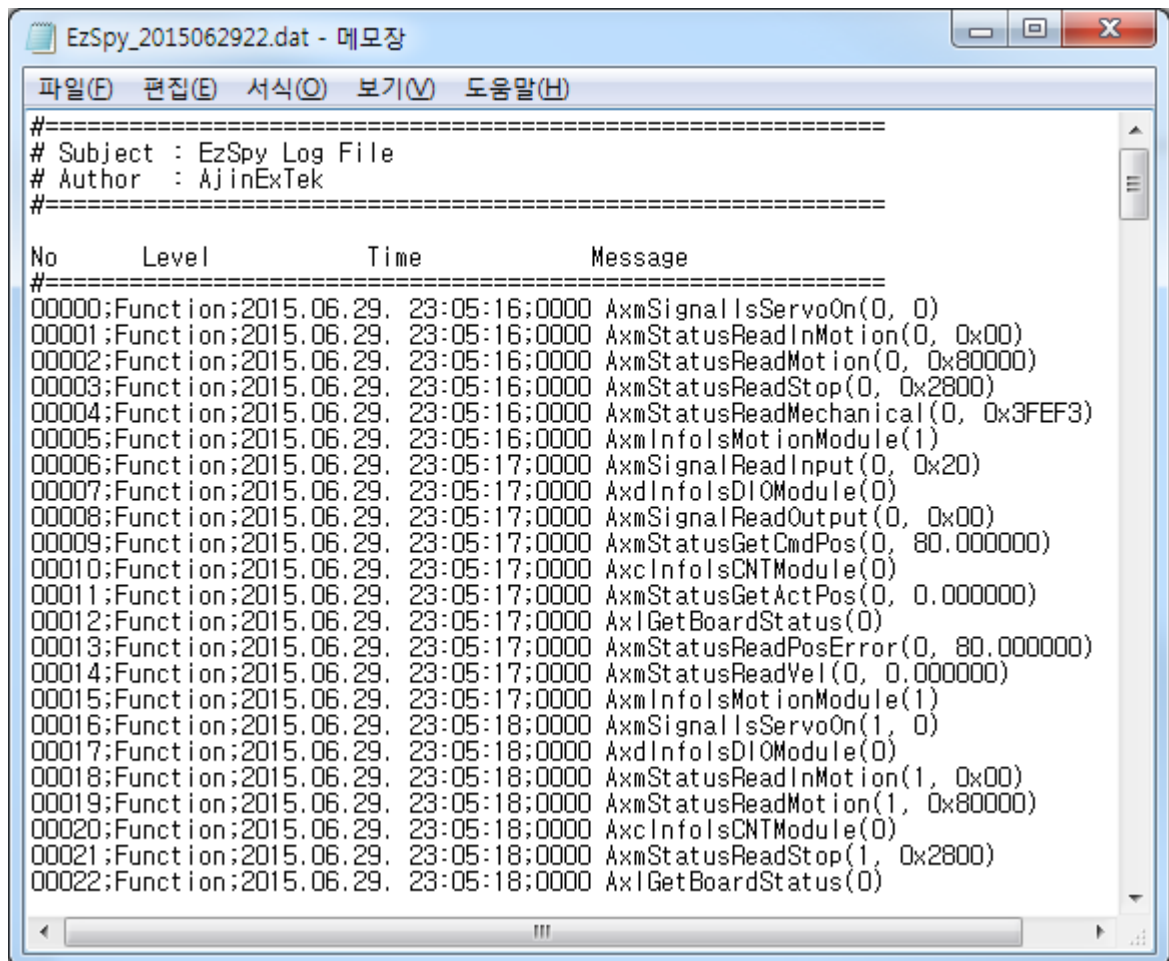 EzSpy_2015062922.dat - 메모장
파일(F) 편집(E) 서식(O) 보기(V) 도움말(H)
#============================================================
# Subject : EzSpy Log File
# Author  : AjinExTek
#============================================================
No      Level           Time            Message
#============================================================
00000;Function;2015.06.29. 23:05:16;0000 AxmSignalIsServoOn(0, 0)
00001;Function;2015.06.29. 23:05:16;0000 AxmStatusReadInMotion(0, 0x00)
00002;Function;2015.06.29. 23:05:16;0000 AxmStatusReadMotion(0, 0x80000)
00003;Function;2015.06.29. 23:05:16;0000 AxmStatusReadStop(0, 0x2800)
00004;Function;2015.06.29. 23:05:16;0000 AxmStatusReadMechanical(0, 0x3FEF3)
00005;Function;2015.06.29. 23:05:16;0000 AxmInfoIsMotionModule(1)
00006;Function;2015.06.29. 23:05:17;0000 AxmSignalReadInput(0, 0x20)
00007;Function;2015.06.29. 23:05:17;0000 AxdInfoIsDIOModule(0)
00008;Function;2015.06.29. 23:05:17;0000 AxmSignalReadOutput(0, 0x00)
00009;Function;2015.06.29. 23:05:17;0000 AxmStatusGetCmdPos(0, 80.000000)
00010;Function;2015.06.29. 23:05:17;0000 AxcInfoIsCNTModule(0)
00011;Function;2015.06.29. 23:05:17;0000 AxmStatusGetActPos(0, 0.000000)
00012;Function;2015.06.29. 23:05:17;0000 AxlGetBoardStatus(0)
00013;Function;2015.06.29. 23:05:17;0000 AxmStatusReadPosError(0, 80.000000)
00014;Function;2015.06.29. 23:05:17;0000 AxmStatusReadVel(0, 0.000000)
00015;Function;2015.06.29. 23:05:17;0000 AxmInfoIsMotionModule(1)
00016;Function;2015.06.29. 23:05:18;0000 AxmSignalIsServoOn(1, 0)
00017;Function;2015.06.29. 23:05:18;0000 AxdInfoIsDIOModule(0)
00018;Function;2015.06.29. 23:05:18;0000 AxmStatusReadInMotion(1, 0x00)
00019;Function;2015.06.29. 23:05:18;0000 AxmStatusReadMotion(1, 0x80000)
00020;Function;2015.06.29. 23:05:18;0000 AxcInfoIsCNTModule(0)
00021;Function;2015.06.29. 23:05:18;0000 AxmStatusReadStop(1, 0x2800)
00022;Function;2015.06.29. 23:05:18;0000 AxlGetBoardStatus(0)